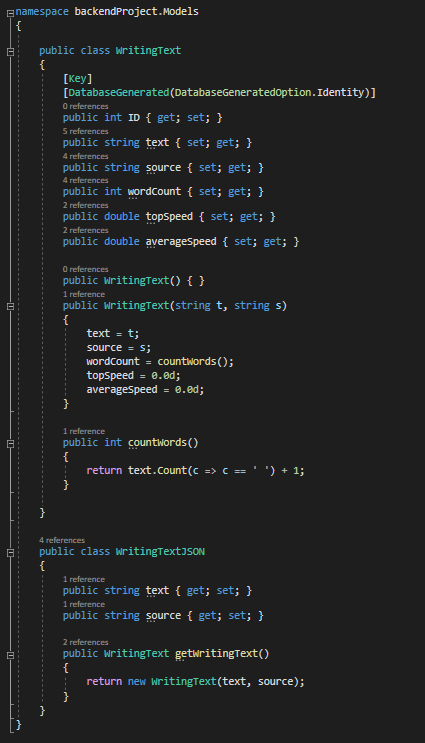 namespace backendProject.Models
{
public class WritingText
{
[Key]
[DatabaseGenerated(DatabaseGeneratedOption.Identity)]
0 references
public int ID { get; set; }
5 references
public string text { set; get; }
4 references
public string source { set; get; }
4 references
public int wordCount { set; get; }
2 references
public double topSpeed { set; get; }
2 references
public double averageSpeed { set; get; }
0 references
public WritingText() { }
1 reference
public WritingText(string t, string s)
{
text = t;
source = s;
wordCount = countWords();
topSpeed = 0.0d;
averageSpeed = 0.0d;
}
1 reference
public int countWords()
{
return text.Count(c => c == ' ') + 1;
}
}
4 references
public class WritingTextJSON
{
1 reference
public string text { get; set; }
1 reference
public string source { get; set; }
2 references
public WritingText getWritingText()
{
return new WritingText(text, source);
}
}
}